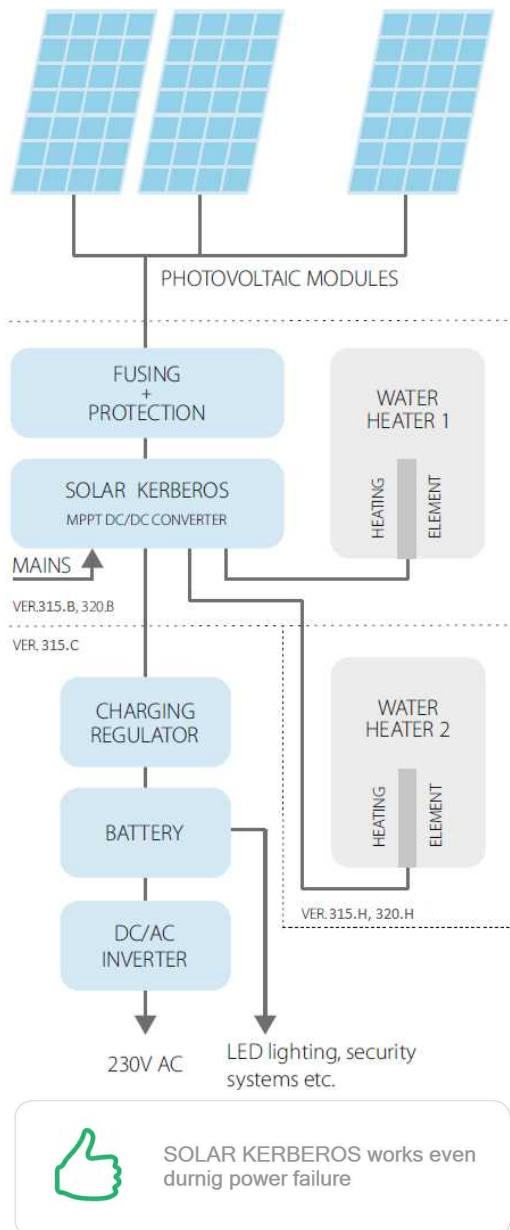 PHOTOVOLTAIC MODULES
FUSING
+
PROTECTION
WATER
HEATER 1
HEATING
ELEMENT
SOLAR KERBEROS
MPPT DC/DC CONVERTER
MAINS
VER.315.B, 320.B
VER. 315.C
CHARGING
REGULATOR
WATER
HEATER 2
HEATING
ELEMENT
BATTERY
VER. 315.H, 320.H
DC/AC
INVERTER
230V AC
LED lighting, security
systems etc.
SOLAR KERBEROS works even
durnig power failure